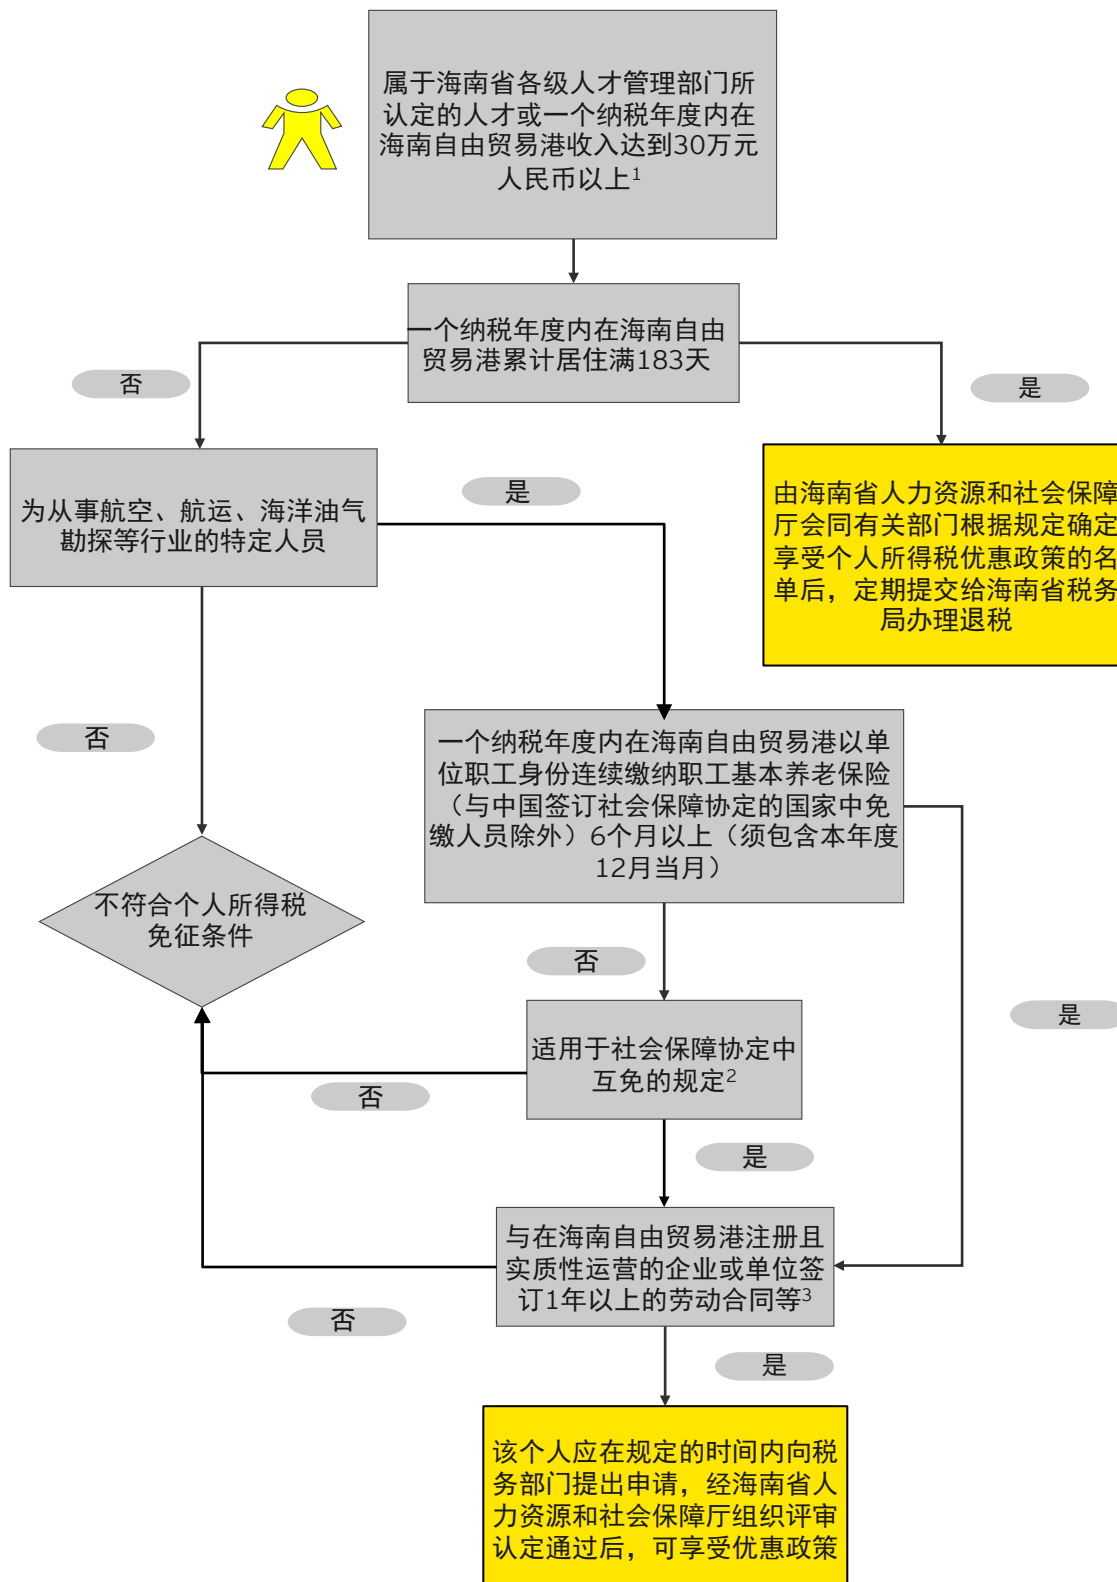 属于海南省各级人才管理部门所
认定的人才或一个纳税年度内在
海南自由贸易港收入达到30万元
人民币以上1
一个纳税年度内在海南自由
贸易港累计居住满183天
否
是
为从事航空、航运、海洋油气
勘探等行业的特定人员
是
由海南省人力资源和社会保障
厅会同有关部门根据规定确定
享受个人所得税优惠政策的名
单后，定期提交给海南省税务
局办理退税
否
一个纳税年度内在海南自由贸易港以单
位职工身份连续缴纳职工基本养老保险
（与中国签订社会保障协定的国家中免
缴人员除外）6个月以上（须包含本年度
12月当月）
不符合个人所得税
免征条件
否
是
适用于社会保障协定中
互免的规定2
否
是
与在海南自由贸易港注册且
实质性运营的企业或单位签
订1年以上的劳动合同等3
否
是
该个人应在规定的时间内向税
务部门提出申请，经海南省人
力资源和社会保障厅组织评审
认定通过后，可享受优惠政策